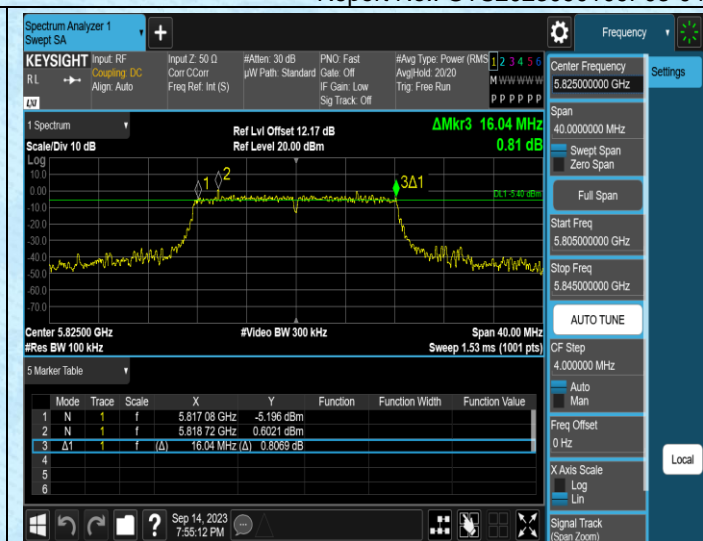 Spectrum Analyzer 1
Swept SA
+
Frequency
KEYSIGHT
RL
LXI
Input: RF
Coupling: DC
Align: Auto
Input Z: 50 Ω
Corr CCorr
Freq Ref: Int (S)
#Atten: 30 dB
µW Path: Standard
PNO: Fast
Gate: Off
IF Gain: Low
Sig Track: Off
#Avg Type: Power (RMS
Avg|Hold: 20/20
Trig: Free Run
1 2 3 4 5 6
M W W W W W
P P P P P P
1 Spectrum
Scale/Div 10 dB
Ref Lvl Offset 12.17 dB
Ref Level 20.00 dBm
ΔMkr3 16.04 MHz
0.81 dB
Log
10.0
0.00
-10.0
-20.0
-30.0
-40.0
-50.0
-60.0
-70.0
1
2
3Δ1
DL1 -5.40 dBm
Center 5.82500 GHz
#Res BW 100 kHz
#Video BW 300 kHz
Span 40.00 MHz
Sweep 1.53 ms (1001 pts)
5 Marker Table
Mode Trace Scale X Y Function Function Width Function Value
1 N 1 f 5.817 08 GHz -5.196 dBm
2 N 1 f 5.818 72 GHz 0.6021 dBm
3 Δ1 1 f (Δ) 16.04 MHz (Δ) 0.8069 dB
4
5
6
Sep 14, 2023
7:55:12 PM
?
Center Frequency
5.825000000 GHz
Settings
Span
40.0000000 MHz
Swept Span
Zero Span
Full Span
Start Freq
5.805000000 GHz
Stop Freq
5.845000000 GHz
AUTO TUNE
CF Step
4.000000 MHz
Auto
Man
Freq Offset
0 Hz
X Axis Scale
Log
Lin
Signal Track
(Span Zoom)
Local